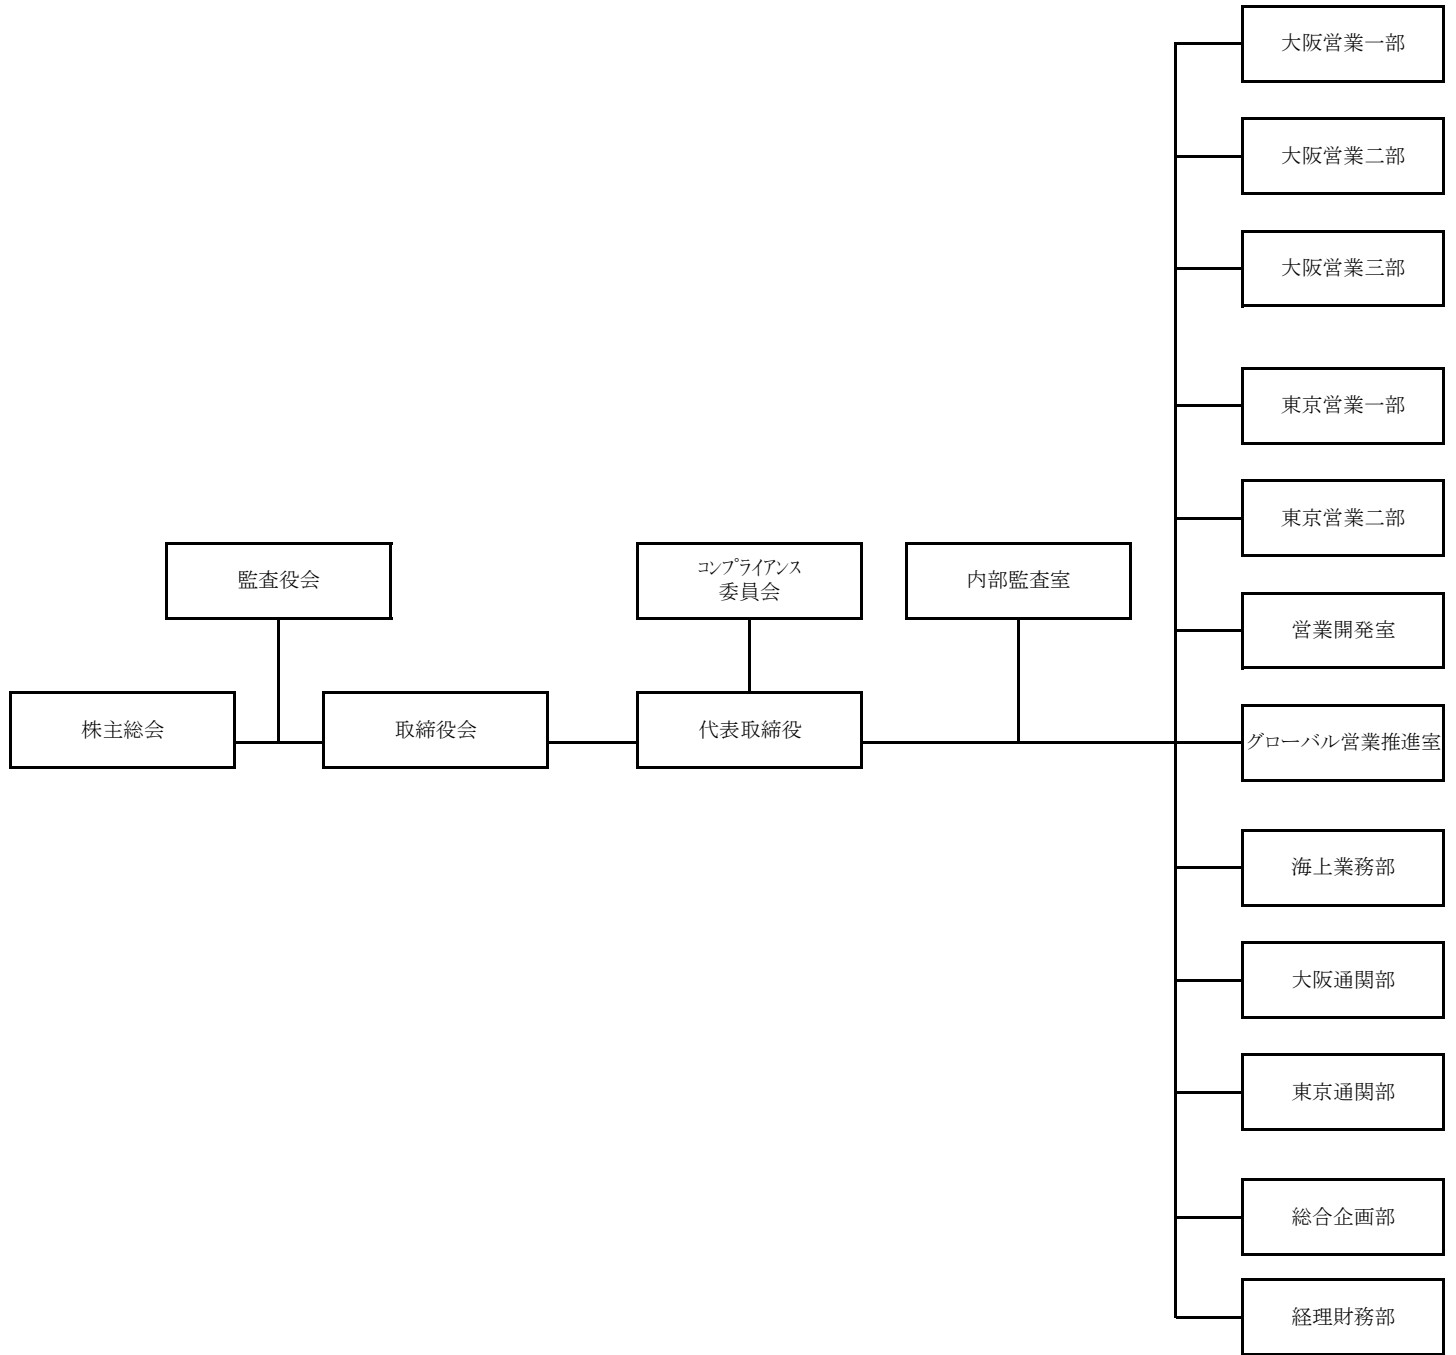 大阪営業一部
大阪営業二部
大阪営業三部
東京営業一部
東京営業二部
監査役会
コンプライアンス
委員会
内部監査室
営業開発室
株主総会
取締役会
代表取締役
グローバル営業推進室
海上業務部
大阪通関部
東京通関部
総合企画部
経理財務部